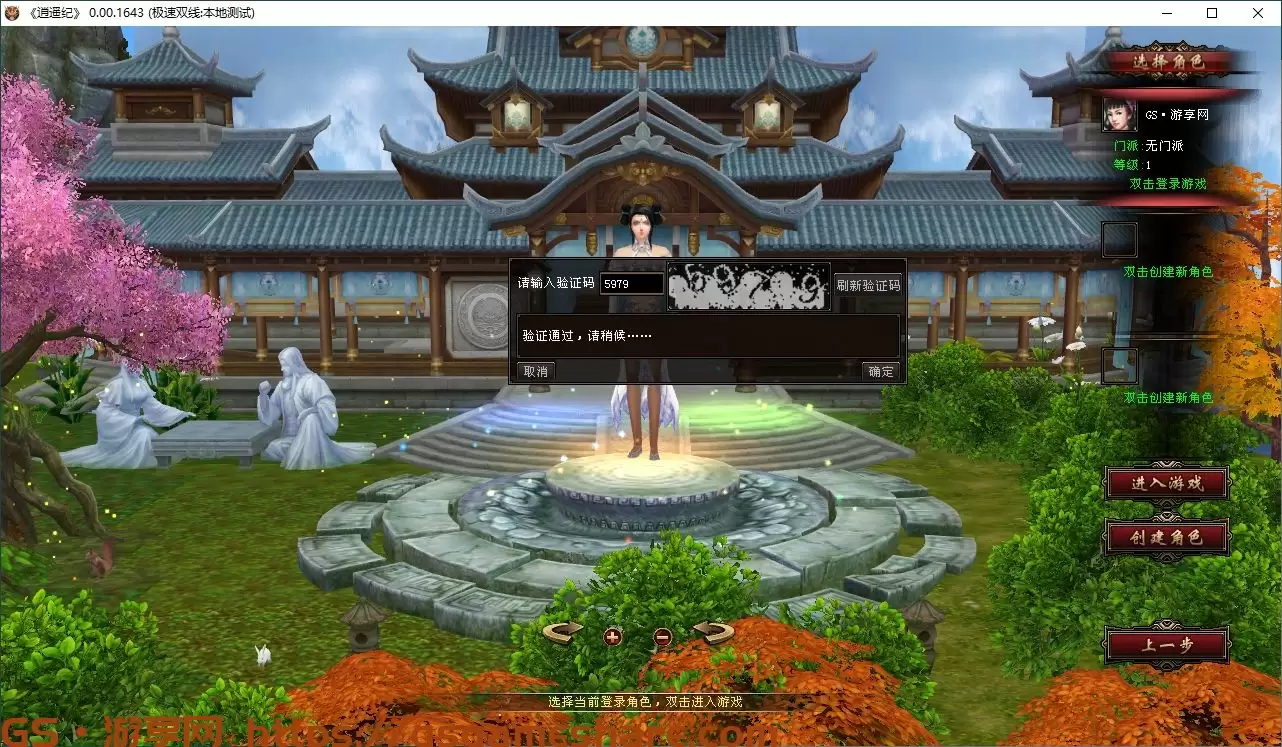 《逍遥纪》 0.00.1643 (极速双线:本地测试)
选择角色
GS·游享网
门派:无门派
等级:1
双击登录游戏
双击创建新角色
请输入验证码 5979 刷新验证码
验证通过,请稍候······
取消 确定
双击创建新角色
进入游戏
创建角色
上一步
选择当前登录角色,双击进入游戏
GS·游享网